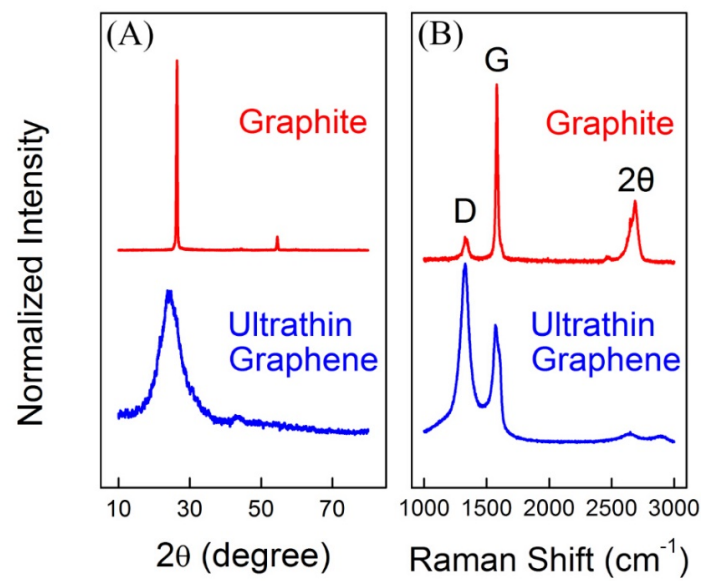 (A)
Graphite
Ultrathin
Graphene
10 30 50 70
2θ (degree)
(B)
G
Graphite
2θ
D
Ultrathin
Graphene
1000 1500 2000 2500 3000
Raman Shift (cm⁻¹)
Normalized Intensity